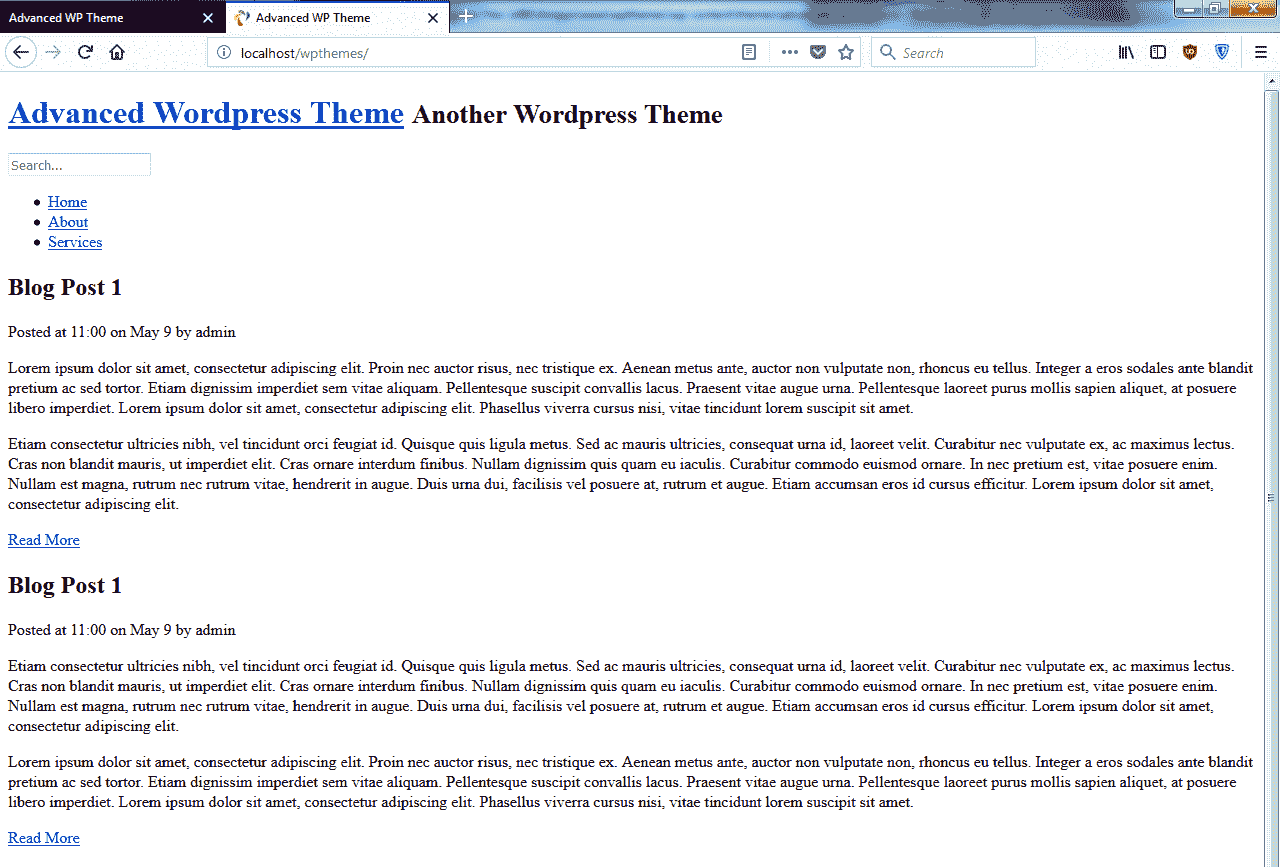 Advanced WP Theme
Advanced WP Theme
localhost/wpthemes/
Search
Advanced Wordpress Theme Another Wordpress Theme
Search...
Home
About
Services
Blog Post 1
Posted at 11:00 on May 9 by admin
Lorem ipsum dolor sit amet, consectetur adipiscing elit. Proin nec auctor risus, nec tristique ex. Aenean metus ante, auctor non vulputate non, rhoncus eu tellus. Integer a eros sodales ante blandit
pretium ac sed tortor. Etiam dignissim imperdiet sem vitae aliquam. Pellentesque suscipit convallis lacus. Praesent vitae augue urna. Pellentesque laoreet purus mollis sapien aliquet, at posuere
libero imperdiet. Lorem ipsum dolor sit amet, consectetur adipiscing elit. Phasellus viverra cursus nisi, vitae tincidunt lorem suscipit sit amet.
Etiam consectetur ultricies nibh, vel tincidunt orci feugiat id. Quisque quis ligula metus. Sed ac mauris ultricies, consequat urna id, laoreet velit. Curabitur nec vulputate ex, ac maximus lectus.
Cras non blandit mauris, ut imperdiet elit. Cras ornare interdum finibus. Nullam dignissim quis quam eu iaculis. Curabitur commodo euismod ornare. In nec pretium est, vitae posuere enim.
Nullam est magna, rutrum nec rutrum vitae, hendrerit in augue. Duis urna dui, facilisis vel posuere at, rutrum et augue. Etiam accumsan eros id cursus efficitur. Lorem ipsum dolor sit amet,
consectetur adipiscing elit.
Read More
Blog Post 1
Posted at 11:00 on May 9 by admin
Etiam consectetur ultricies nibh, vel tincidunt orci feugiat id. Quisque quis ligula metus. Sed ac mauris ultricies, consequat urna id, laoreet velit. Curabitur nec vulputate ex, ac maximus lectus.
Cras non blandit mauris, ut imperdiet elit. Cras ornare interdum finibus. Nullam dignissim quis quam eu iaculis. Curabitur commodo euismod ornare. In nec pretium est, vitae posuere enim.
Nullam est magna, rutrum nec rutrum vitae, hendrerit in augue. Duis urna dui, facilisis vel posuere at, rutrum et augue. Etiam accumsan eros id cursus efficitur. Lorem ipsum dolor sit amet,
consectetur adipiscing elit.
Lorem ipsum dolor sit amet, consectetur adipiscing elit. Proin nec auctor risus, nec tristique ex. Aenean metus ante, auctor non vulputate non, rhoncus eu tellus. Integer a eros sodales ante blandit
pretium ac sed tortor. Etiam dignissim imperdiet sem vitae aliquam. Pellentesque suscipit convallis lacus. Praesent vitae augue urna. Pellentesque laoreet purus mollis sapien aliquet, at posuere
libero imperdiet. Lorem ipsum dolor sit amet, consectetur adipiscing elit. Phasellus viverra cursus nisi, vitae tincidunt lorem suscipit sit amet.
Read More